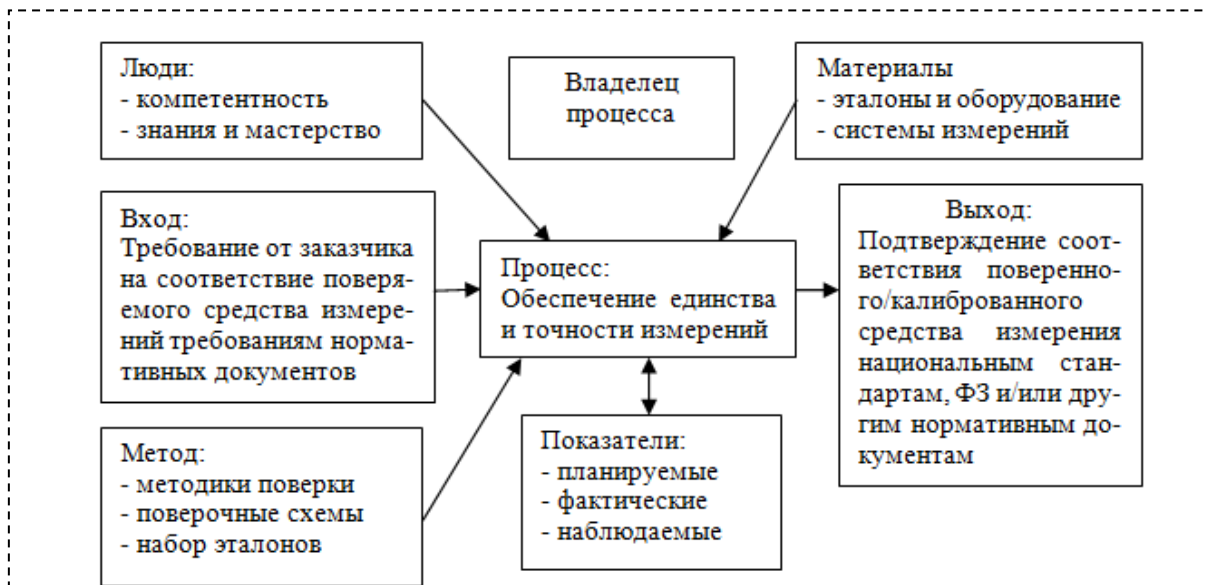 Люди:
- компетентность
- знания и мастерство
Владелец
процесса
Материалы
- эталоны и оборудование
- системы измерений
Вход:
Требование от заказчика
на соответствие поверя-
емого средства измере-
ний требованиям норма-
тивных документов
Процесс:
Обеспечение единства
и точности измерений
Выход:
Подтверждение соот-
ветствия поверенно-
го/калиброванного
средства измерения
национальным стан-
дартам, ФЗ и/или дру-
гим нормативным до-
кументам
Метод:
- методики поверки
- поверочные схемы
- набор эталонов
Показатели:
- планируемые
- фактические
- наблюдаемые